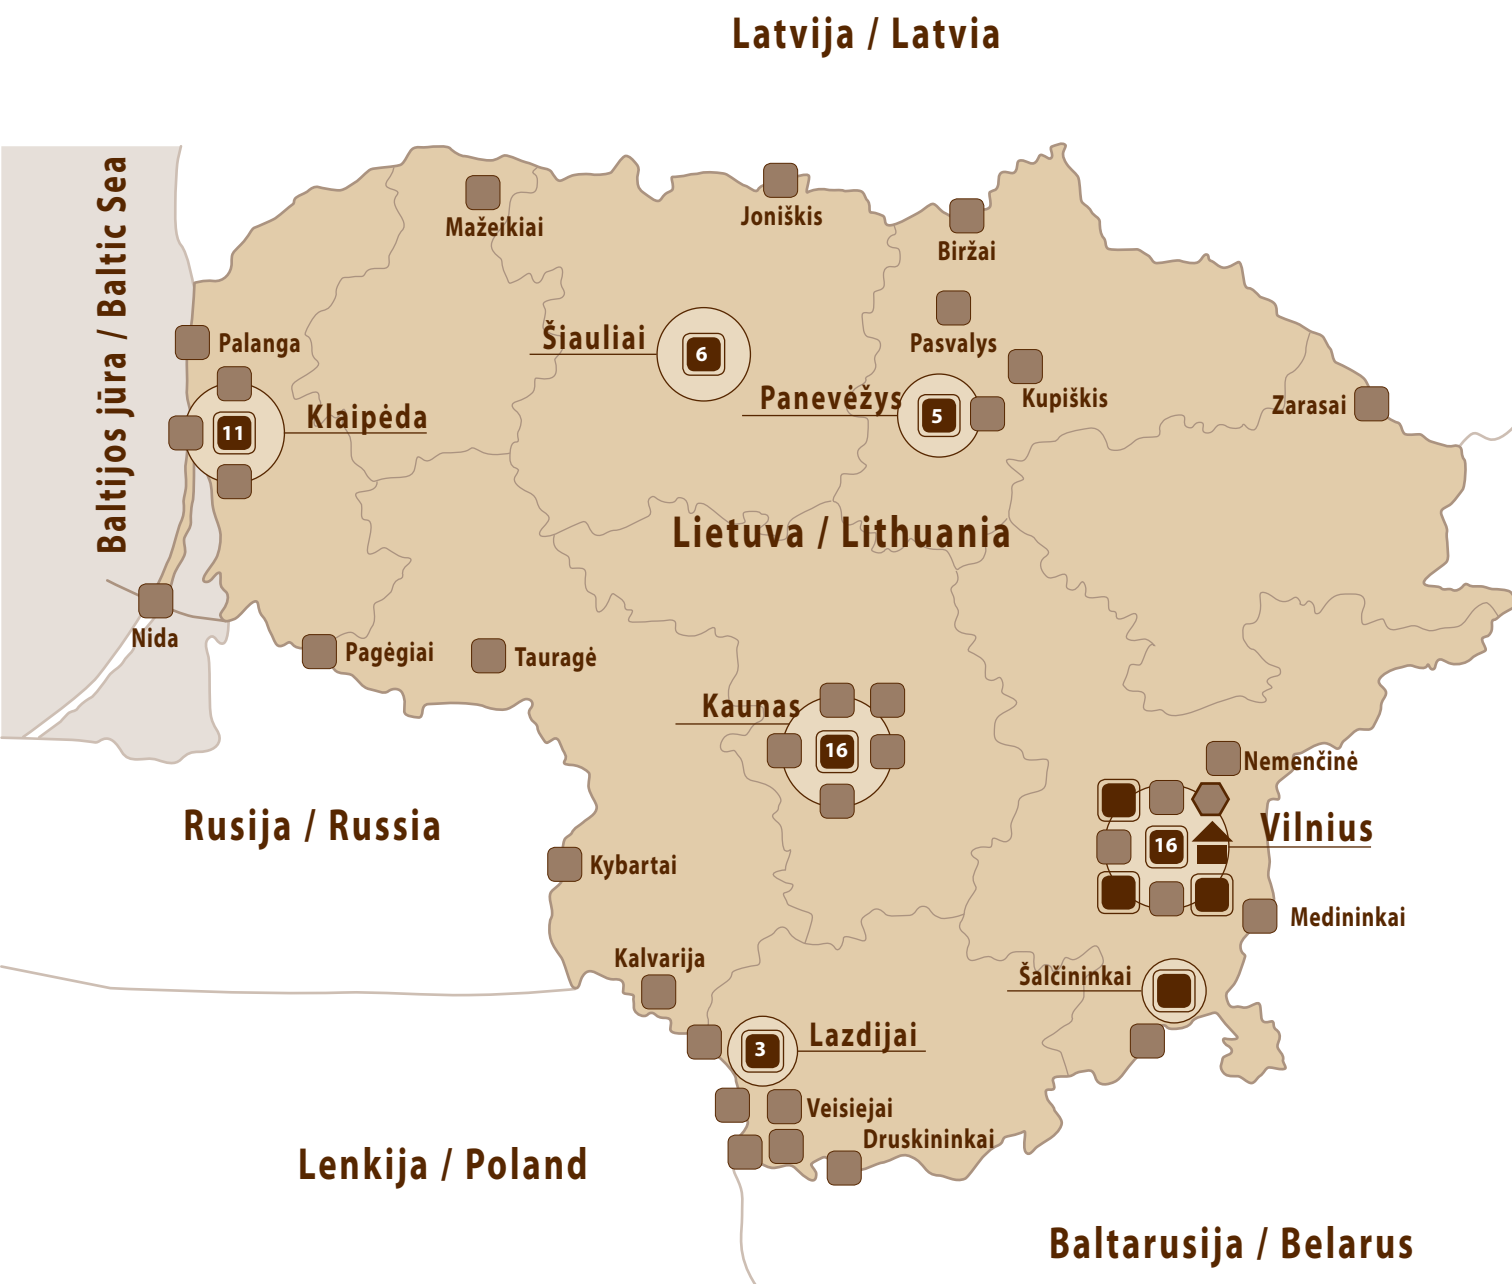 Latvija / Latvia
Baltijos jūra / Baltic Sea
Mažeikiai
Joniškis
Biržai
Palanga
Šiauliai
6
Pasvalys
Kupiškis
Panevėžys
5
Zarasai
Klaipėda
11
Lietuva / Lithuania
Nida
Pagėgiai
Tauragė
Kaunas
16
Nemenčinė
Vilnius
16
Rusija / Russia
Kybartai
Medininkai
Kalvarija
Šalčininkai
Lazdijai
3
Veisiejai
Druskininkai
Lenkija / Poland
Baltarusija / Belarus